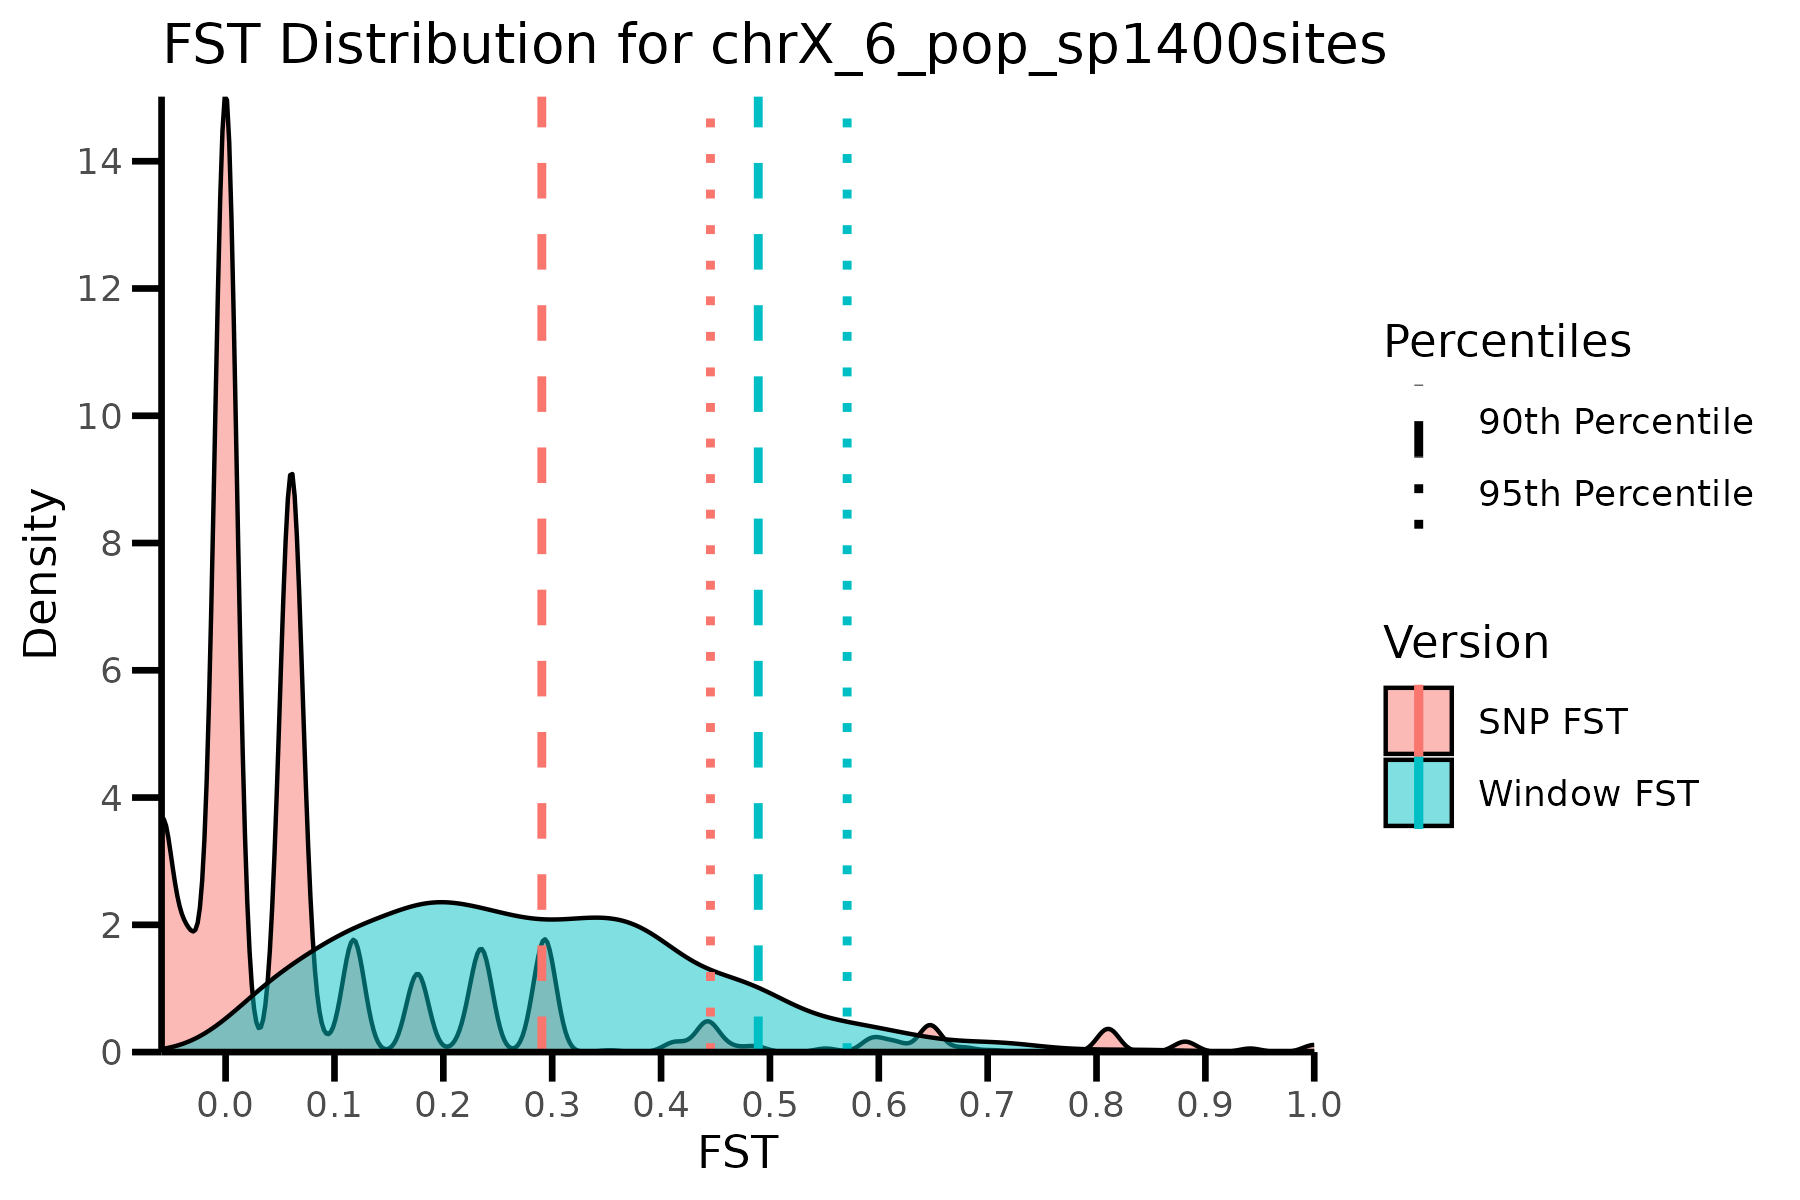 FST Distribution for chrX_6_pop_sp1400sites
Density
14
12
10
8
6
4
2
0
0.0 0.1 0.2 0.3 0.4 0.5 0.6 0.7 0.8 0.9 1.0
FST
Percentiles
90th Percentile
95th Percentile
Version
SNP FST
Window FST